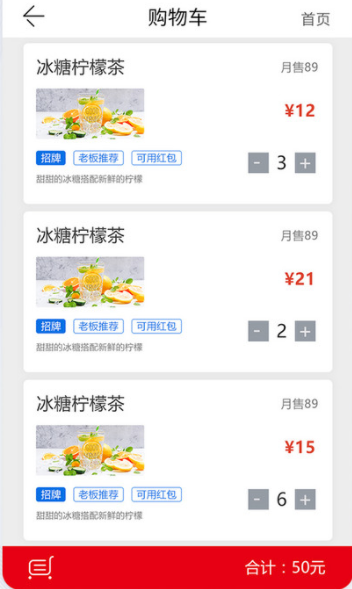 购物车 首页
冰糖柠檬茶 月售89
¥12
招牌 老板推荐 可用红包
- 3 +
甜甜的冰糖搭配新鲜的柠檬
冰糖柠檬茶 月售89
¥21
招牌 老板推荐 可用红包
- 2 +
甜甜的冰糖搭配新鲜的柠檬
冰糖柠檬茶 月售89
¥15
招牌 老板推荐 可用红包
- 6 +
甜甜的冰糖搭配新鲜的柠檬
合计：50元